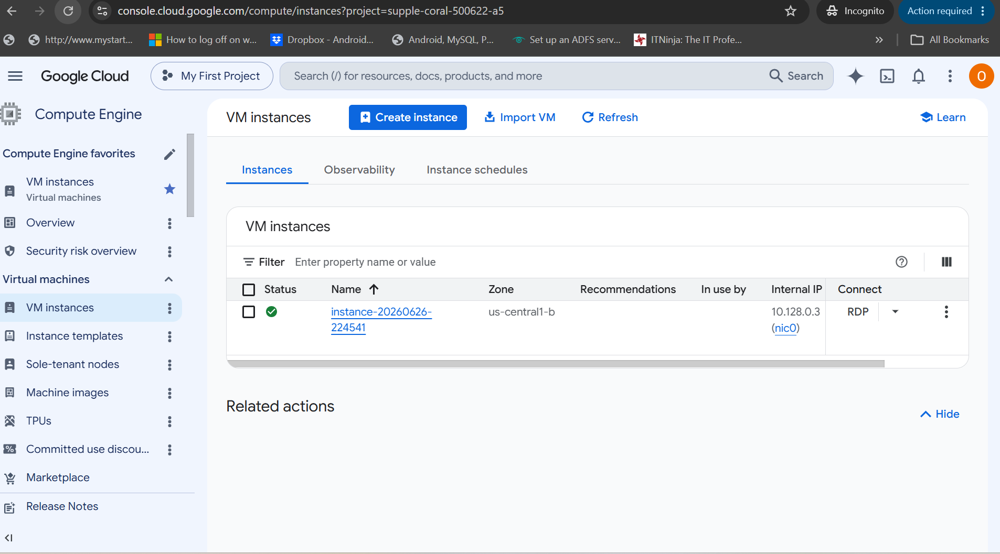 console.cloud.google.com/compute/instances?project=supple-coral-500622-a5
Incognito
Action required
http://www.mystart...
How to log off on w...
Dropbox - Android...
Android, MySQL, P...
Set up an ADFS serv...
ITNinja: The IT Profe...
»
All Bookmarks
Google Cloud
My First Project
Search (/) for resources, docs, products, and more
Search
O
Compute Engine
VM instances
Create instance
Import VM
Refresh
Learn
Compute Engine favorites
VM instances
Virtual machines
Overview
Security risk overview
Virtual machines
VM instances
Instance templates
Sole-tenant nodes
Machine images
TPUs
Committed use discou...
Marketplace
Release Notes
Instances
Observability
Instance schedules
VM instances
Filter
Enter property name or value
Status
Name
Zone
Recommendations
In use by
Internal IP
Connect
instance-20260626-
224541
us-central1-b
10.128.0.3
(nic0)
RDP
Related actions
Hide